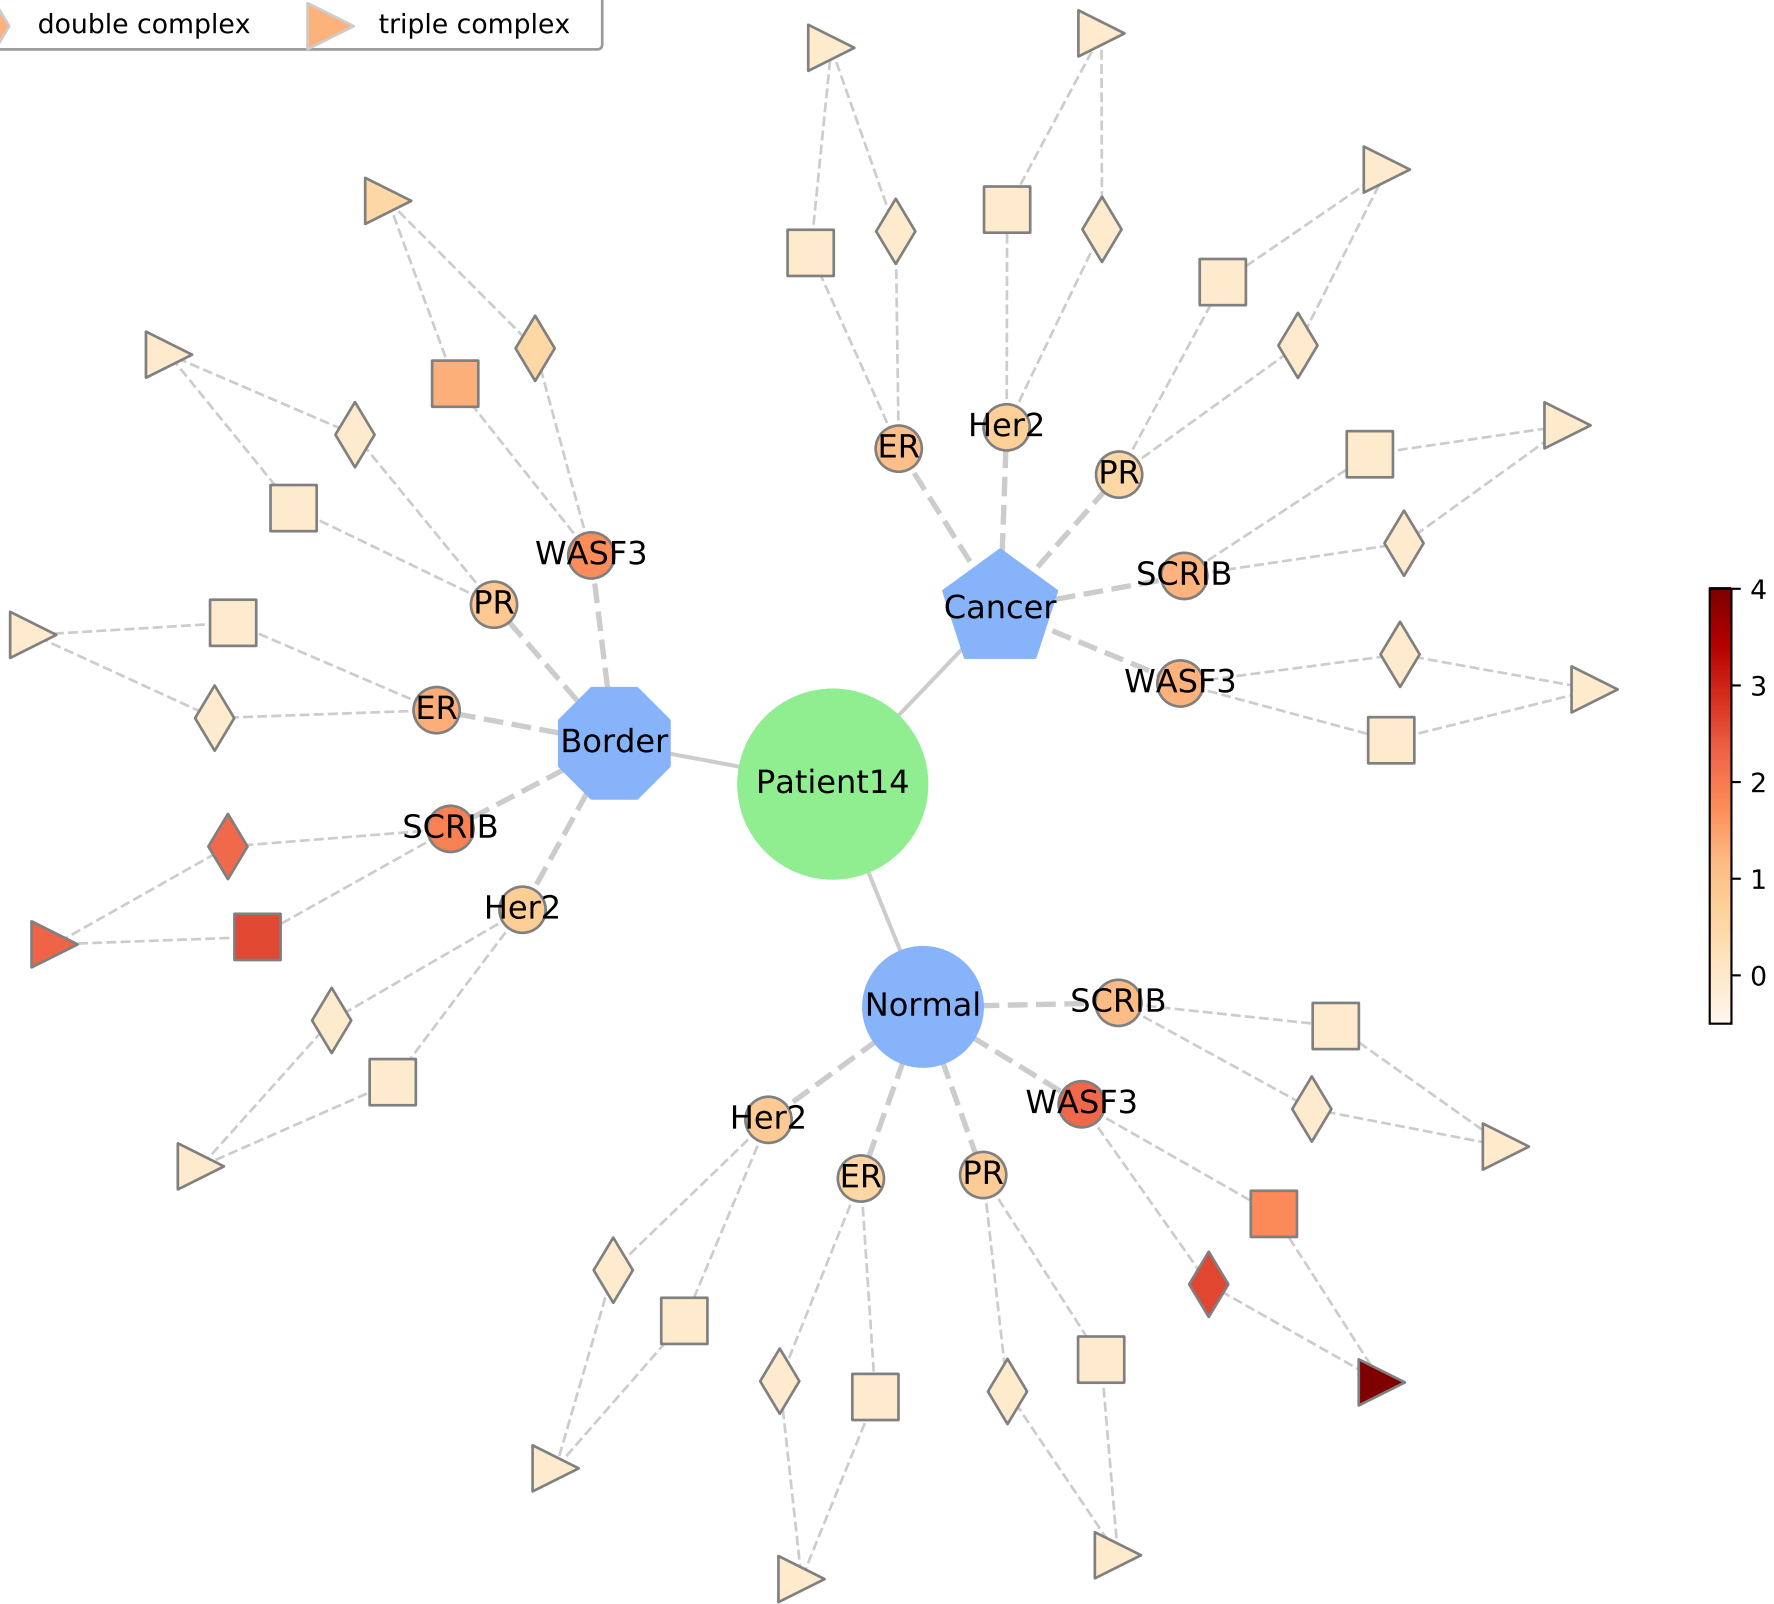 double complex triple complex
ER
Her2
PR
SCRIB
Cancer
WASF3
WASF3
PR
ER
Border
SCRIB
Her2
Patient14
4
3
2
1
0
Normal
SCRIB
WASF3
Her2
ER
PR